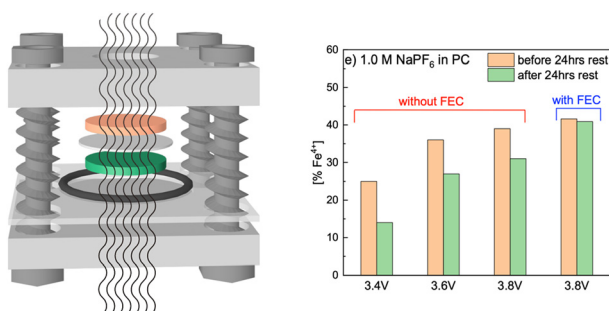 e) 1.0 M NaPF₆ in PC
before 24hrs rest
after 24hrs rest
without FEC
with FEC
[% Fe⁴⁺]
60
50
40
30
20
10
0
3.4V 3.6V 3.8V 3.8V